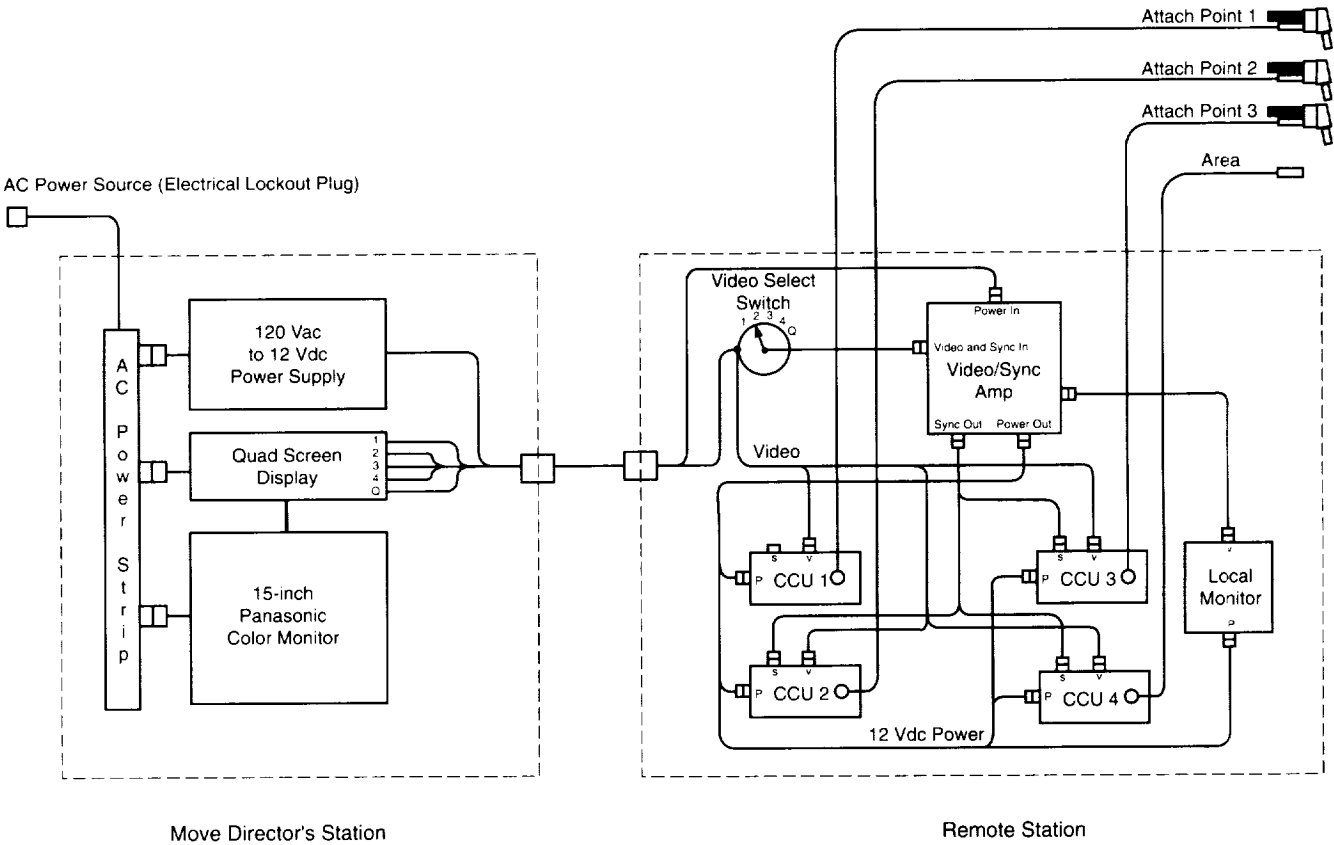 Attach Point 1
Attach Point 2
Attach Point 3
Area
AC Power Source (Electrical Lockout Plug)
AC Power Strip
120 Vac
to 12 Vdc
Power Supply
Quad Screen
Display
1
2
3
4
Q
15-inch
Panasonic
Color Monitor
Move Director's Station
Video Select
Switch
1 2 3 4 Q
Power In
Video and Sync In
Video/Sync
Amp
Sync Out Power Out
Video
S V
P CCU 1
S V
P CCU 3
S V
P CCU 2
S V
P CCU 4
V
Local
Monitor
P
12 Vdc Power
Remote Station